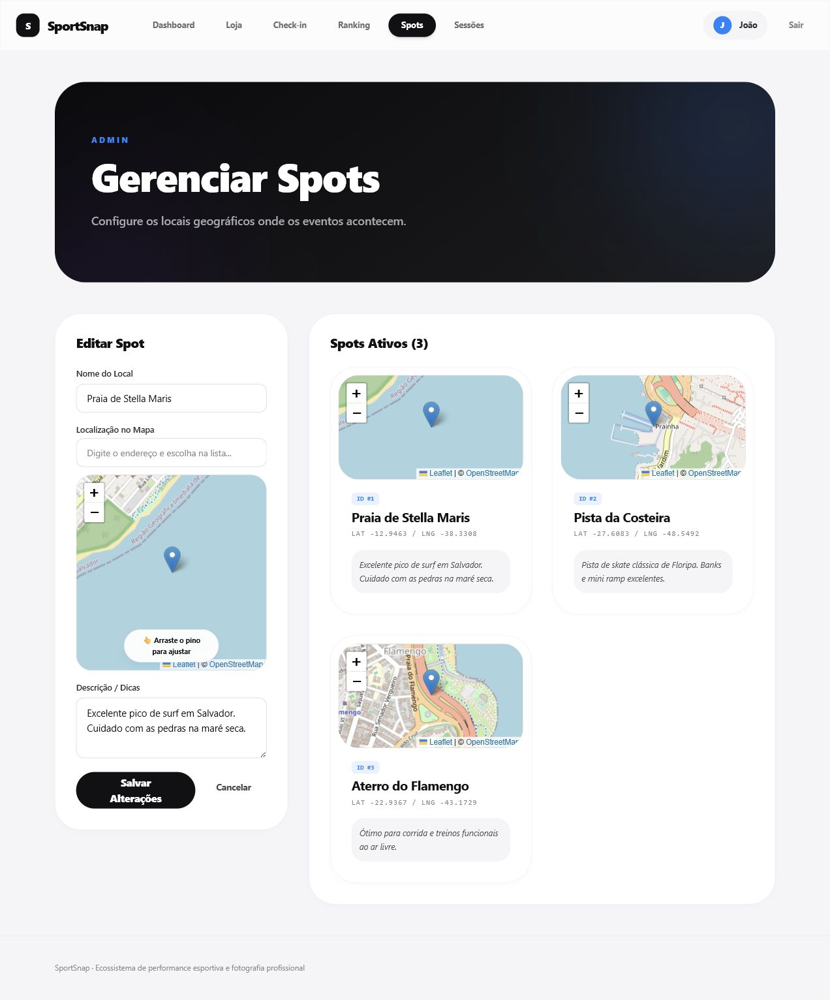 S SportSnap Dashboard Loja Check-in Ranking Spots Sessões J João Sair
ADMIN
Gerenciar Spots
Configure os locais geográficos onde os eventos acontecem.
Editar Spot
Nome do Local
Praia de Stella Maris
Localização no Mapa
Digite o endereço e escolha na lista...
+
−
Região Geográfica Imediata de
Salvador
👆 Arraste o pino
para ajustar
Leaflet | © OpenStreetMap
Descrição / Dicas
Excelente pico de surf em Salvador.
Cuidado com as pedras na maré seca.
Salvar
Alterações
Cancelar
Spots Ativos (3)
+
−
Leaflet | © OpenStreetMap
ID #1
Praia de Stella Maris
LAT -12.9463 / LNG -38.3308
Excelente pico de surf em Salvador.
Cuidado com as pedras na maré seca.
+
−
Prainha
Leaflet | © OpenStreetMap
ID #2
Pista da Costeira
LAT -27.6083 / LNG -48.5492
Pista de skate clássica de Floripa. Banks
e mini ramp excelentes.
+
−
Flamengo
Praia do Flamengo
Rua Senador Vergueiro
Leaflet | © OpenStreetMap
ID #3
Aterro do Flamengo
LAT -22.9367 / LNG -43.1729
Ótimo para corrida e treinos funcionais
ao ar livre.
SportSnap · Ecossistema de performance esportiva e fotografia profissional